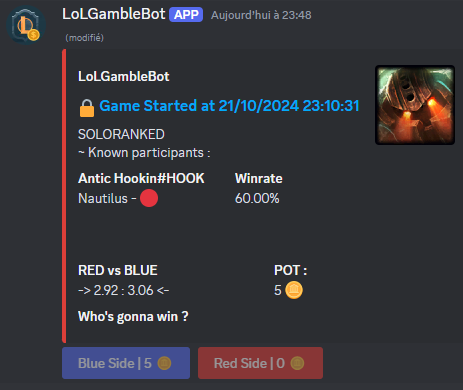 LoLGambleBot APP Aujourd'hui à 23:48
(modifié)
LoLGambleBot
Game Started at 21/10/2024 23:10:31
SOLORANKED
~ Known participants :
Antic Hookin#HOOK Winrate
Nautilus - 60.00%
RED vs BLUE POT :
-> 2.92 : 3.06 <- 5
Who's gonna win ?
Blue Side | 5 Red Side | 0